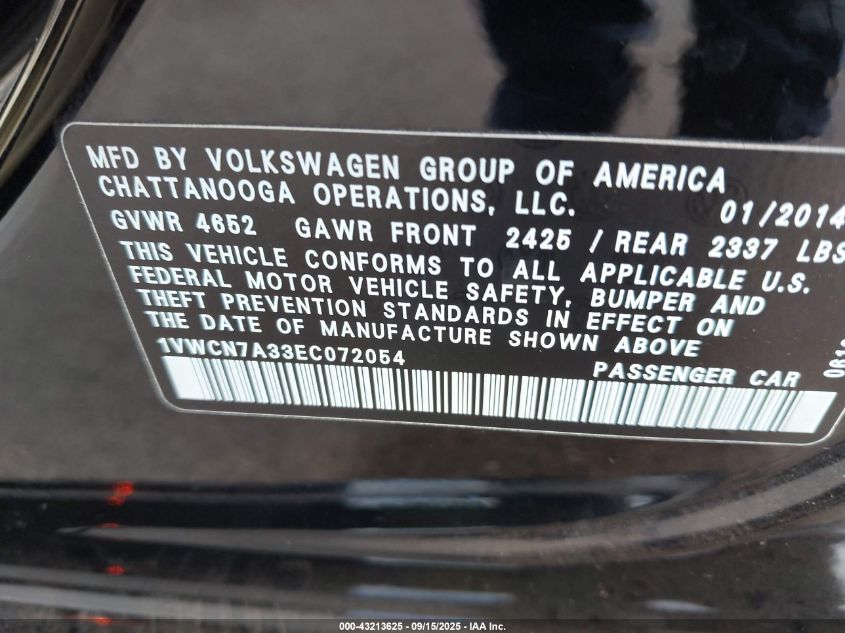 MFD BY VOLKSWAGEN GROUP OF AMERICA
CHATTANOOGA OPERATIONS, LLC. 01/2014
GVWR 4652 GAWR FRONT 2425 / REAR 2337 LBS
THIS VEHICLE CONFORMS TO ALL APPLICABLE U.S.
FEDERAL MOTOR VEHICLE SAFETY, BUMPER AND
THEFT PREVENTION STANDARDS IN EFFECT ON
THE DATE OF MANUFACTURE SHOWN ABOVE
1VWCN7A33EC072054 PASSENGER CAR
000-43213625 - 09/15/2025 - IAA Inc.